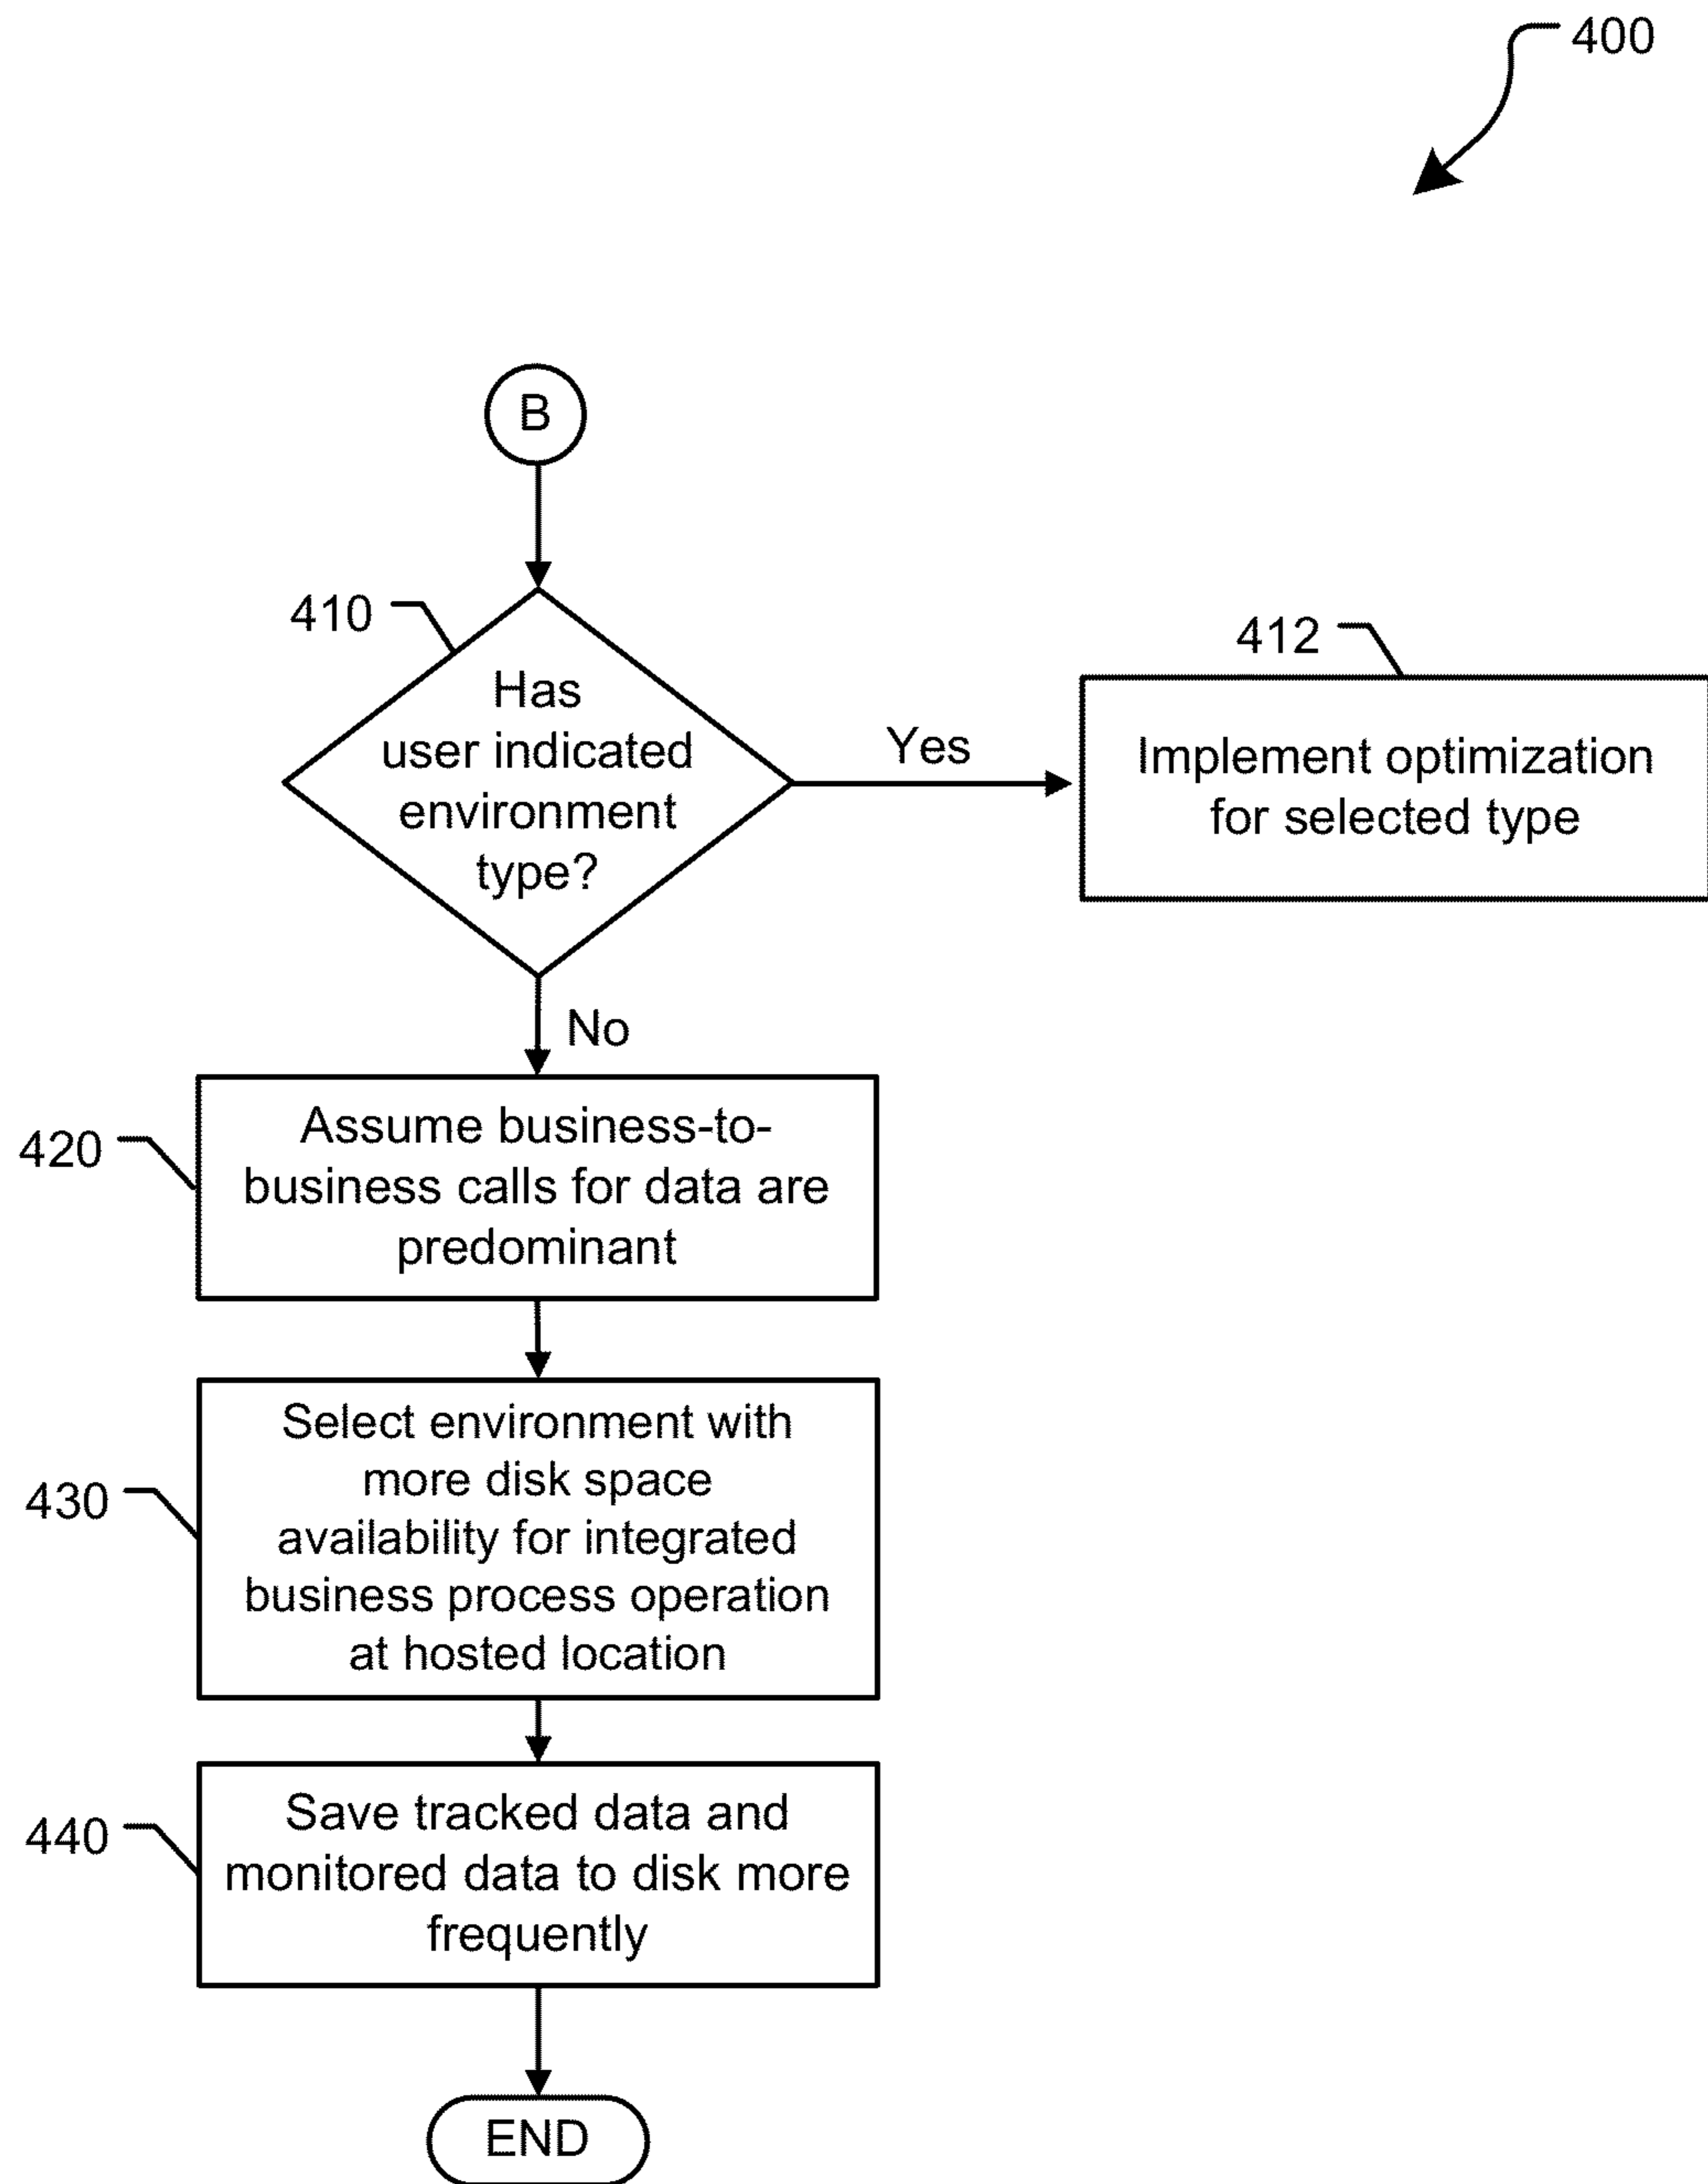 400
B
410
Has
user indicated
environment
type?
Yes
412
Implement optimization
for selected type
No
420
Assume business-to-
business calls for data are
predominant
430
Select environment with
more disk space
availability for integrated
business process operation
at hosted location
440
Save tracked data and
monitored data to disk more
frequently
END